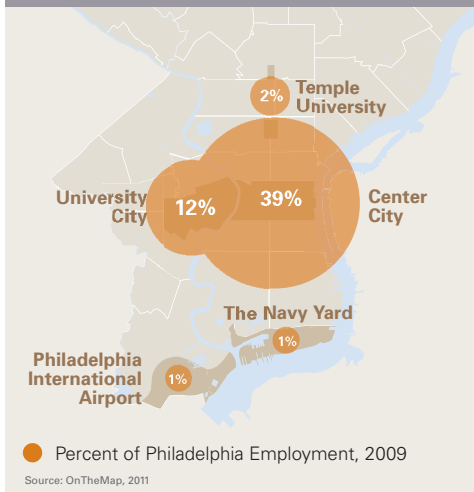 2%
Temple
University
University
City
12%
39%
Center
City
The Navy Yard
1%
Philadelphia
International
Airport
1%
Percent of Philadelphia Employment, 2009
Source: OnTheMap, 2011